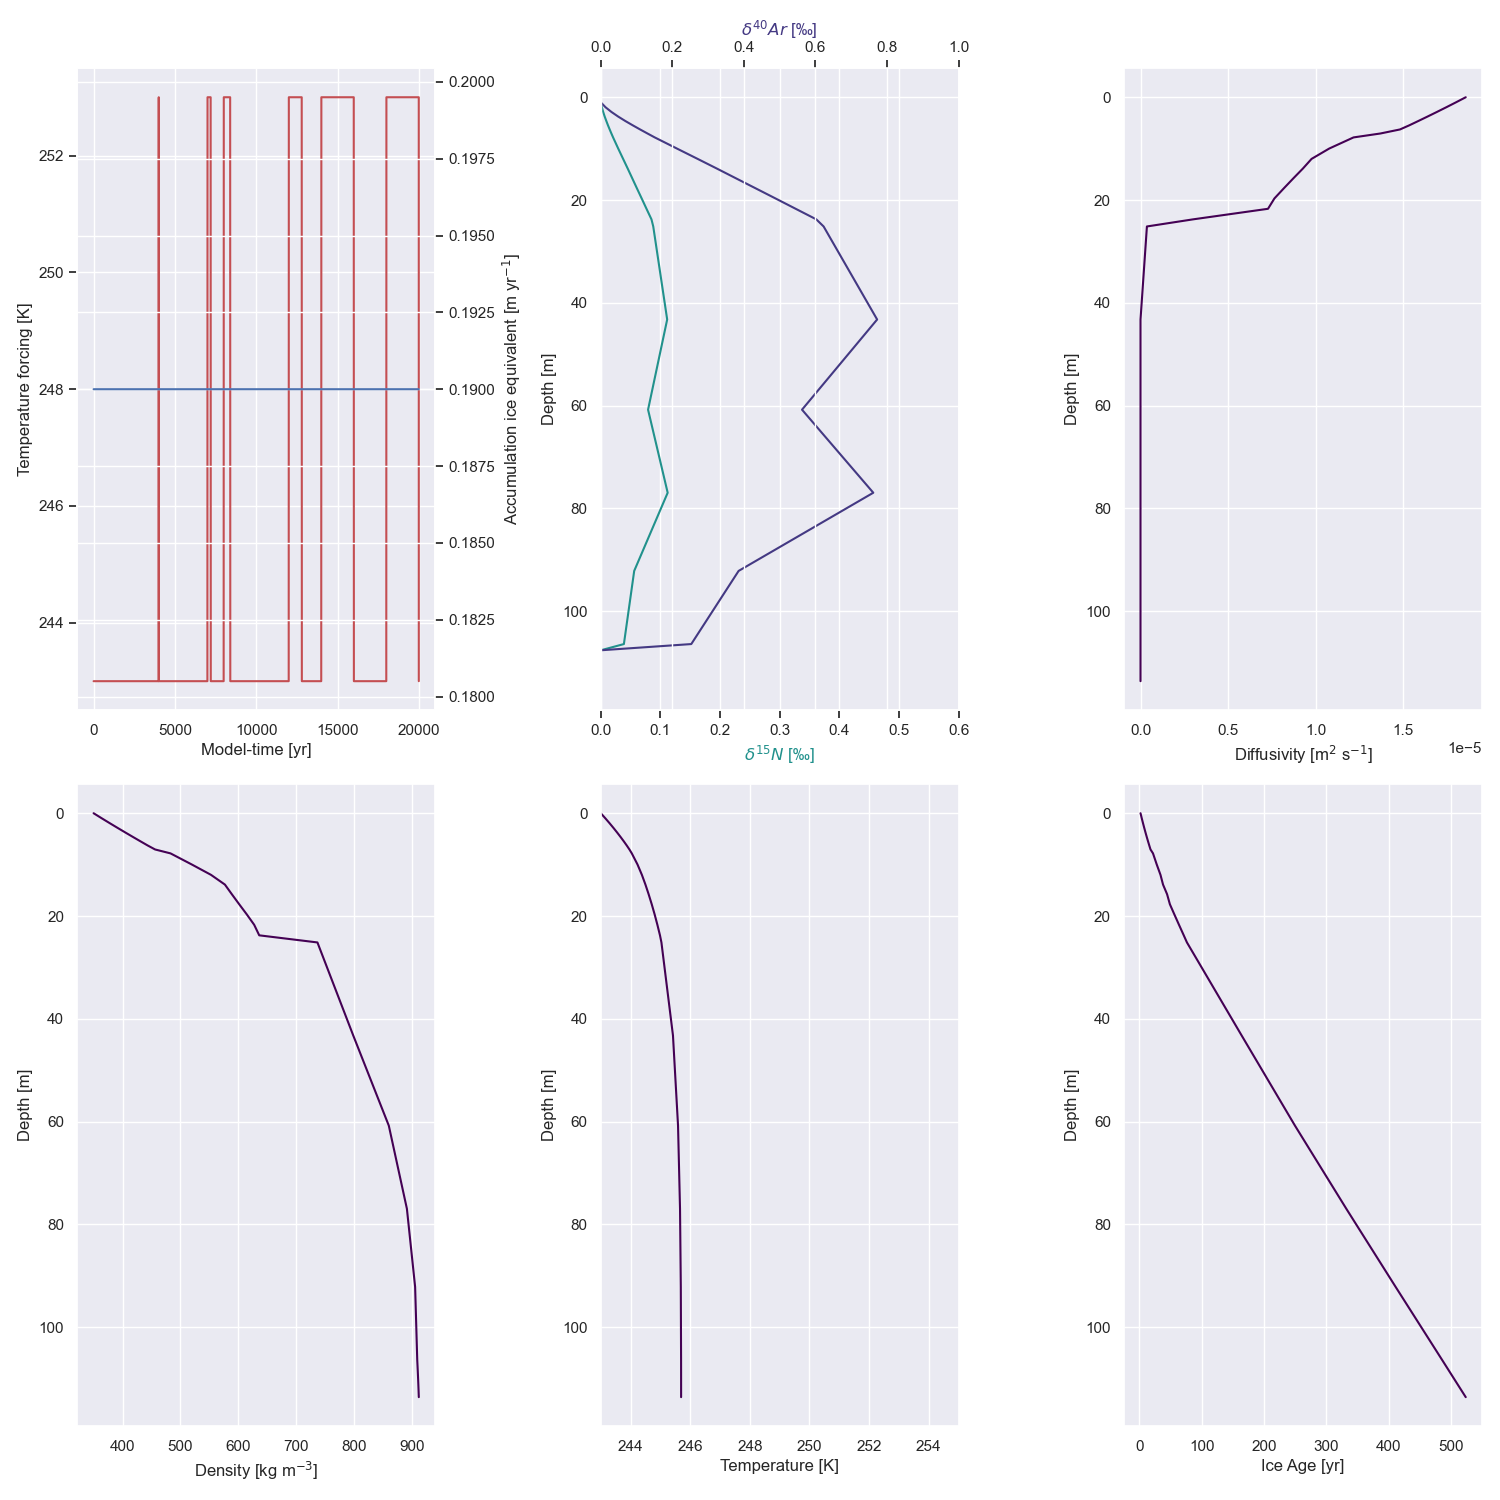 δ⁴⁰Ar [‰]
0.0 0.2 0.4 0.6 0.8 1.0
252
250
248
246
244
Temperature forcing [K]
0.2000
0.1975
0.1950
0.1925
0.1900
0.1875
0.1850
0.1825
0.1800
Accumulation ice equivalent [m yr⁻¹]
0 5000 10000 15000 20000
Model-time [yr]
0
20
40
60
80
100
Depth [m]
0.0 0.1 0.2 0.3 0.4 0.5 0.6
δ¹⁵N [‰]
0
20
40
60
80
100
Depth [m]
0.0 0.5 1.0 1.5
1e−5
Diffusivity [m² s⁻¹]
0
20
40
60
80
100
Depth [m]
400 500 600 700 800 900
Density [kg m⁻³]
0
20
40
60
80
100
Depth [m]
244 246 248 250 252 254
Temperature [K]
0
20
40
60
80
100
Depth [m]
0 100 200 300 400 500
Ice Age [yr]